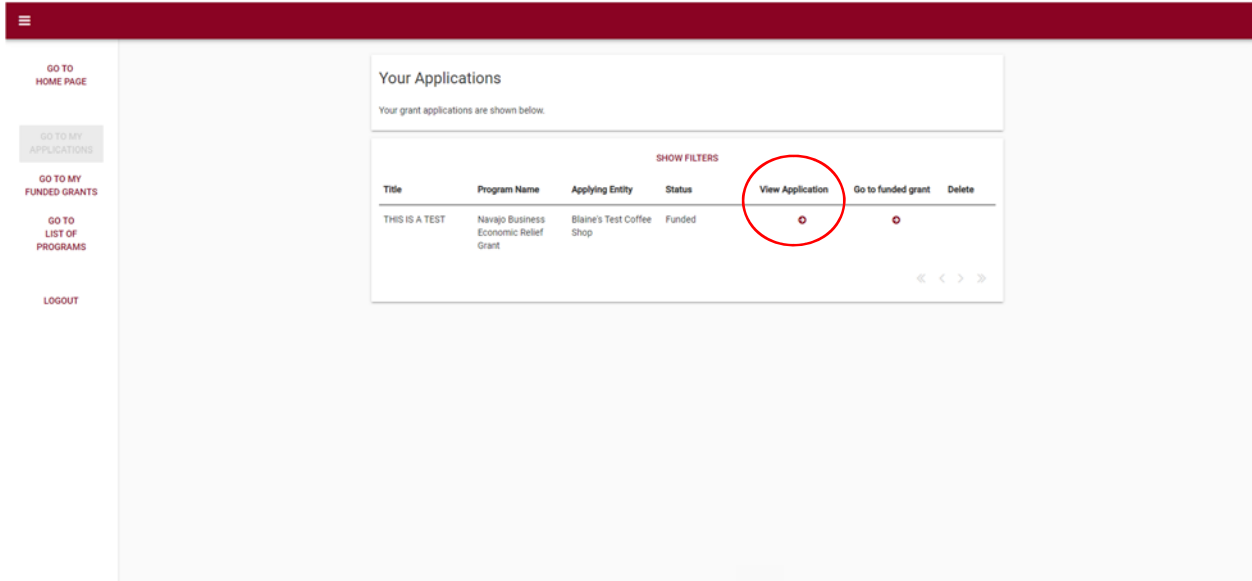 GO TO
HOME PAGE
GO TO MY
APPLICATIONS
GO TO MY
FUNDED GRANTS
GO TO
LIST OF
PROGRAMS
LOGOUT
Your Applications
Your grant applications are shown below.
SHOW FILTERS
Title Program Name Applying Entity Status View Application Go to funded grant Delete
THIS IS A TEST Navajo Business Blaine's Test Coffee Funded
Economic Relief Shop
Grant